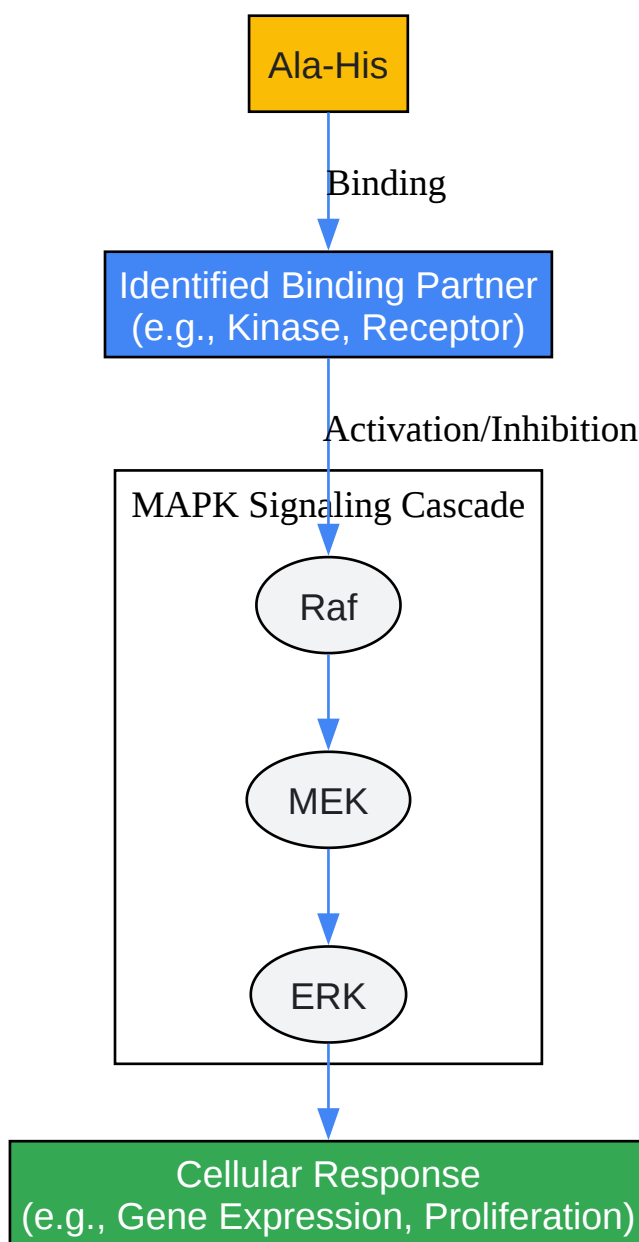 Ala-His
Binding
Identified Binding Partner
(e.g., Kinase, Receptor)
Activation/Inhibition
MAPK Signaling Cascade
Raf
MEK
ERK
Cellular Response
(e.g., Gene Expression, Proliferation)